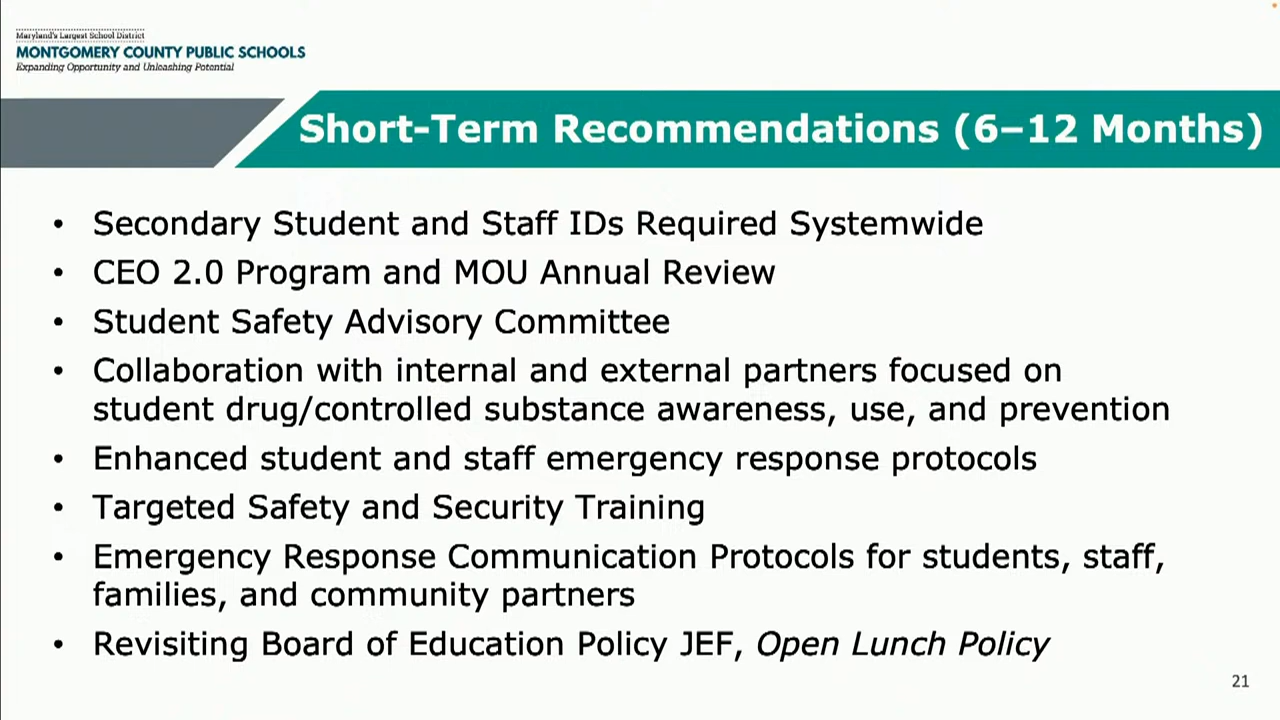 Maryland's Largest School District
MONTGOMERY COUNTY PUBLIC SCHOOLS
Expanding Opportunity and Unleashing Potential
Short-Term Recommendations (6–12 Months)
• Secondary Student and Staff IDs Required Systemwide
• CEO 2.0 Program and MOU Annual Review
• Student Safety Advisory Committee
• Collaboration with internal and external partners focused on
student drug/controlled substance awareness, use, and prevention
• Enhanced student and staff emergency response protocols
• Targeted Safety and Security Training
• Emergency Response Communication Protocols for students, staff,
families, and community partners
• Revisiting Board of Education Policy JEF, Open Lunch Policy
21